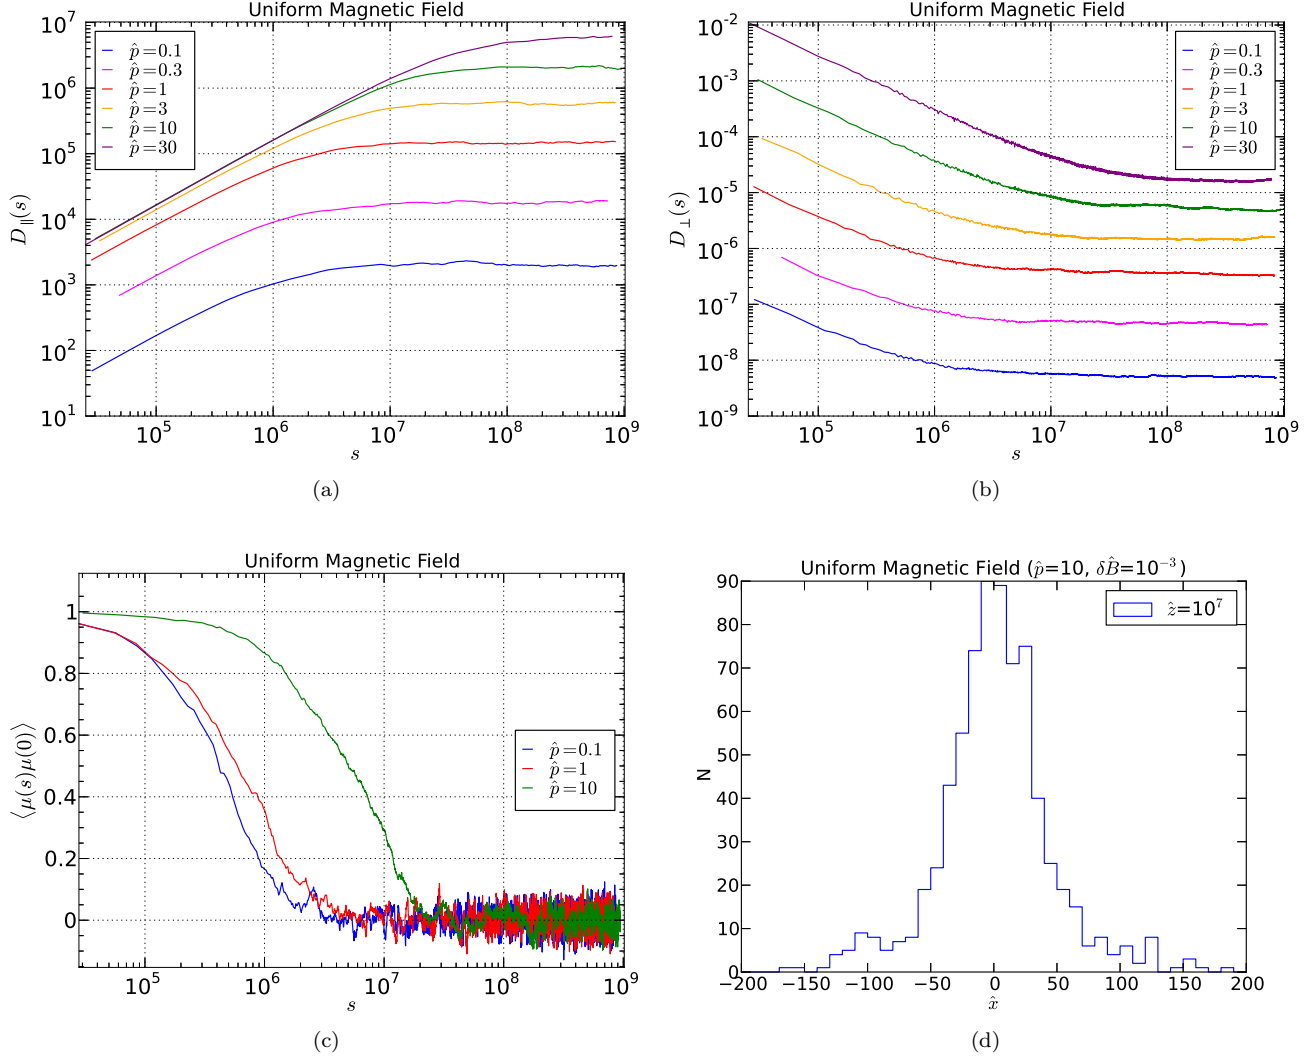 Uniform Magnetic Field
10^7
10^6
10^5
10^4
10^3
10^2
10^1
D_∥(s)
p̂=0.1
p̂=0.3
p̂=1
p̂=3
p̂=10
p̂=30
10^5 10^6 10^7 10^8 10^9
s
(a)
Uniform Magnetic Field
10^-2
10^-3
10^-4
10^-5
10^-6
10^-7
10^-8
10^-9
D_⊥(s)
p̂=0.1
p̂=0.3
p̂=1
p̂=3
p̂=10
p̂=30
10^5 10^6 10^7 10^8 10^9
s
(b)
Uniform Magnetic Field
1
0.8
0.6
0.4
0.2
0
⟨μ(s)μ(0)⟩
p̂=0.1
p̂=1
p̂=10
10^5 10^6 10^7 10^8 10^9
s
(c)
Uniform Magnetic Field (p̂=10, δB̂=10^-3)
90
80
70
60
50
40
30
20
10
0
N
ẑ=10^7
−200 −150 −100 −50 0 50 100 150 200
x̂
(d)